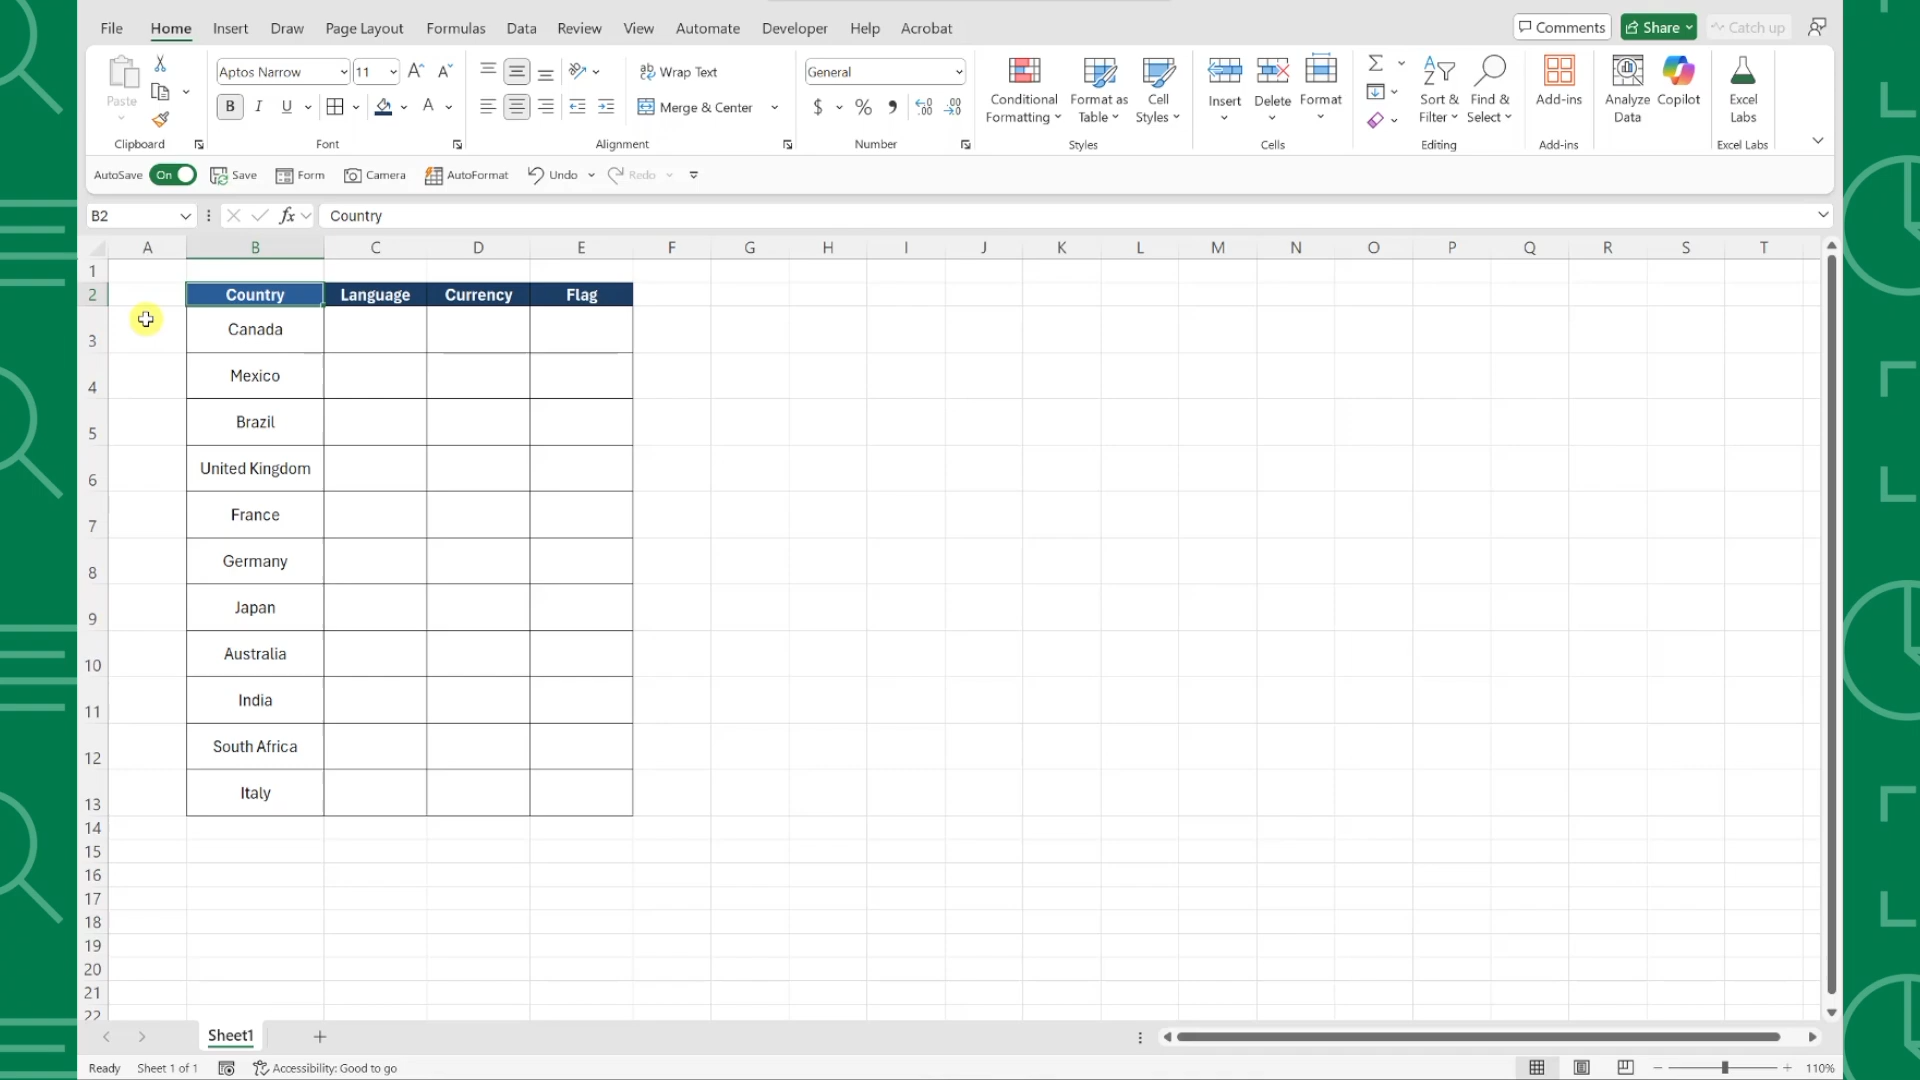 File Home Insert Draw Page Layout Formulas Data Review View Automate Developer Help Acrobat Comments Share Catch up
Paste
Clipboard
Aptos Narrow 11
B I U A
Font
Wrap Text
Merge & Center
Alignment
General
$ % 9
Number
Conditional Formatting
Format as Table
Cell Styles
Styles
Insert Delete Format
Cells
Sort & Filter
Find & Select
Editing
Add-ins
Add-ins
Analyze Data
Copilot
Excel Labs
Excel Labs
AutoSave On Save Form Camera AutoFormat Undo Redo
B2 fx Country
A B C D E F G H I J K L M N O P Q R S T
1
2 Country Language Currency Flag
3 Canada
4 Mexico
5 Brazil
6 United Kingdom
7 France
8 Germany
9 Japan
10 Australia
11 India
12 South Africa
13 Italy
14
15
16
17
18
19
20
21
22
Sheet1 +
Ready Sheet 1 of 1 Accessibility: Good to go 110%